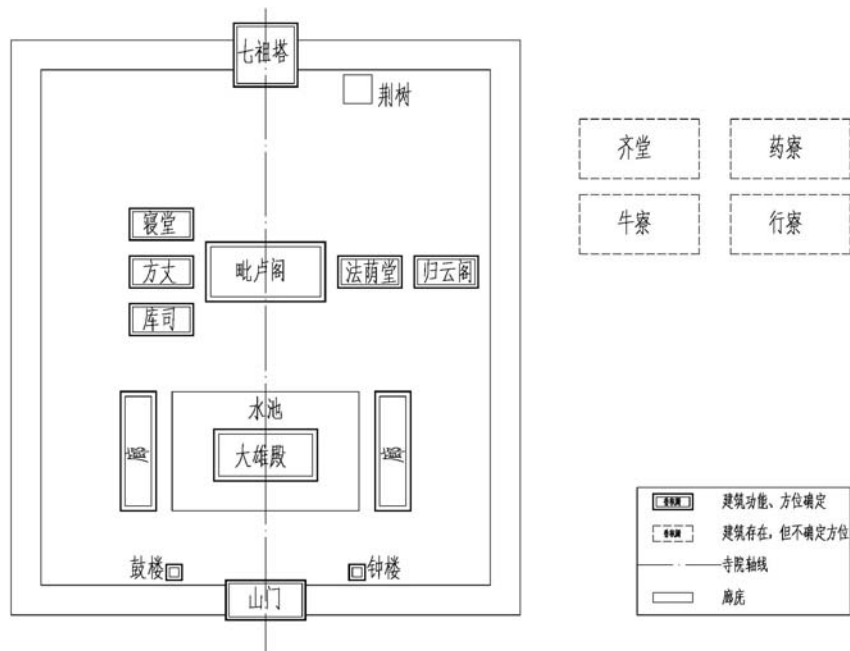 七祖塔
荆树
齐堂
药寮
牛寮
行寮
寝堂
方丈
毗卢阁
法荫堂
归云阁
库司
水池
廊
大雄殿
廊
鼓楼
钟楼
山门
建筑功能、方位确定
建筑存在，但不确定方位
寺院轴线
廊庑